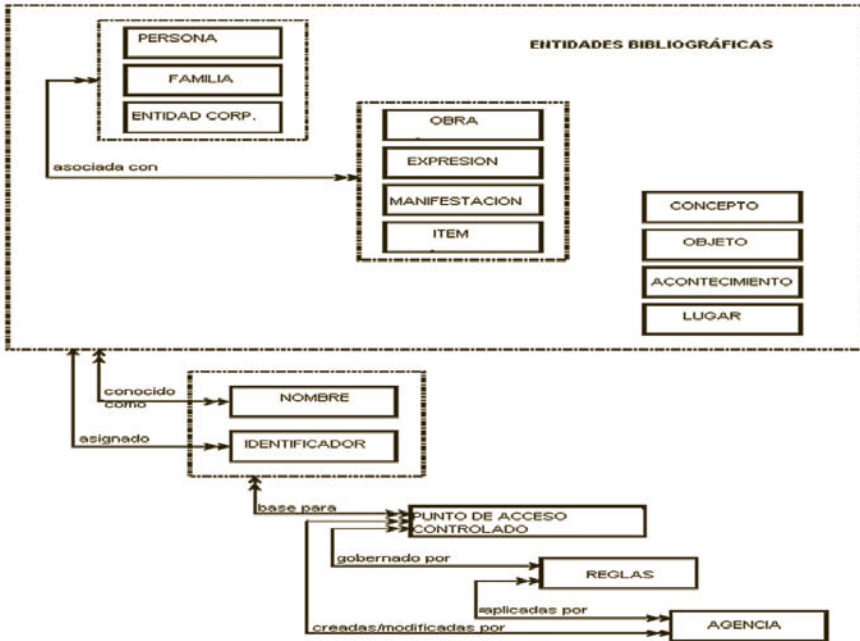 PERSONA
ENTIDADES BIBLIOGRÁFICAS
FAMILIA
ENTIDAD CORP.
OBRA
asociada con
EXPRESION
MANIFESTACION
ITEM
CONCEPTO
OBJETO
ACONTECIMIENTO
LUGAR
conocido
como
NOMBRE
asignado
IDENTIFICADOR
base para
PUNTO DE ACCESO
CONTROLADO
gobernado por
REGLAS
aplicadas por
creadas/modificadas por
AGENCIA